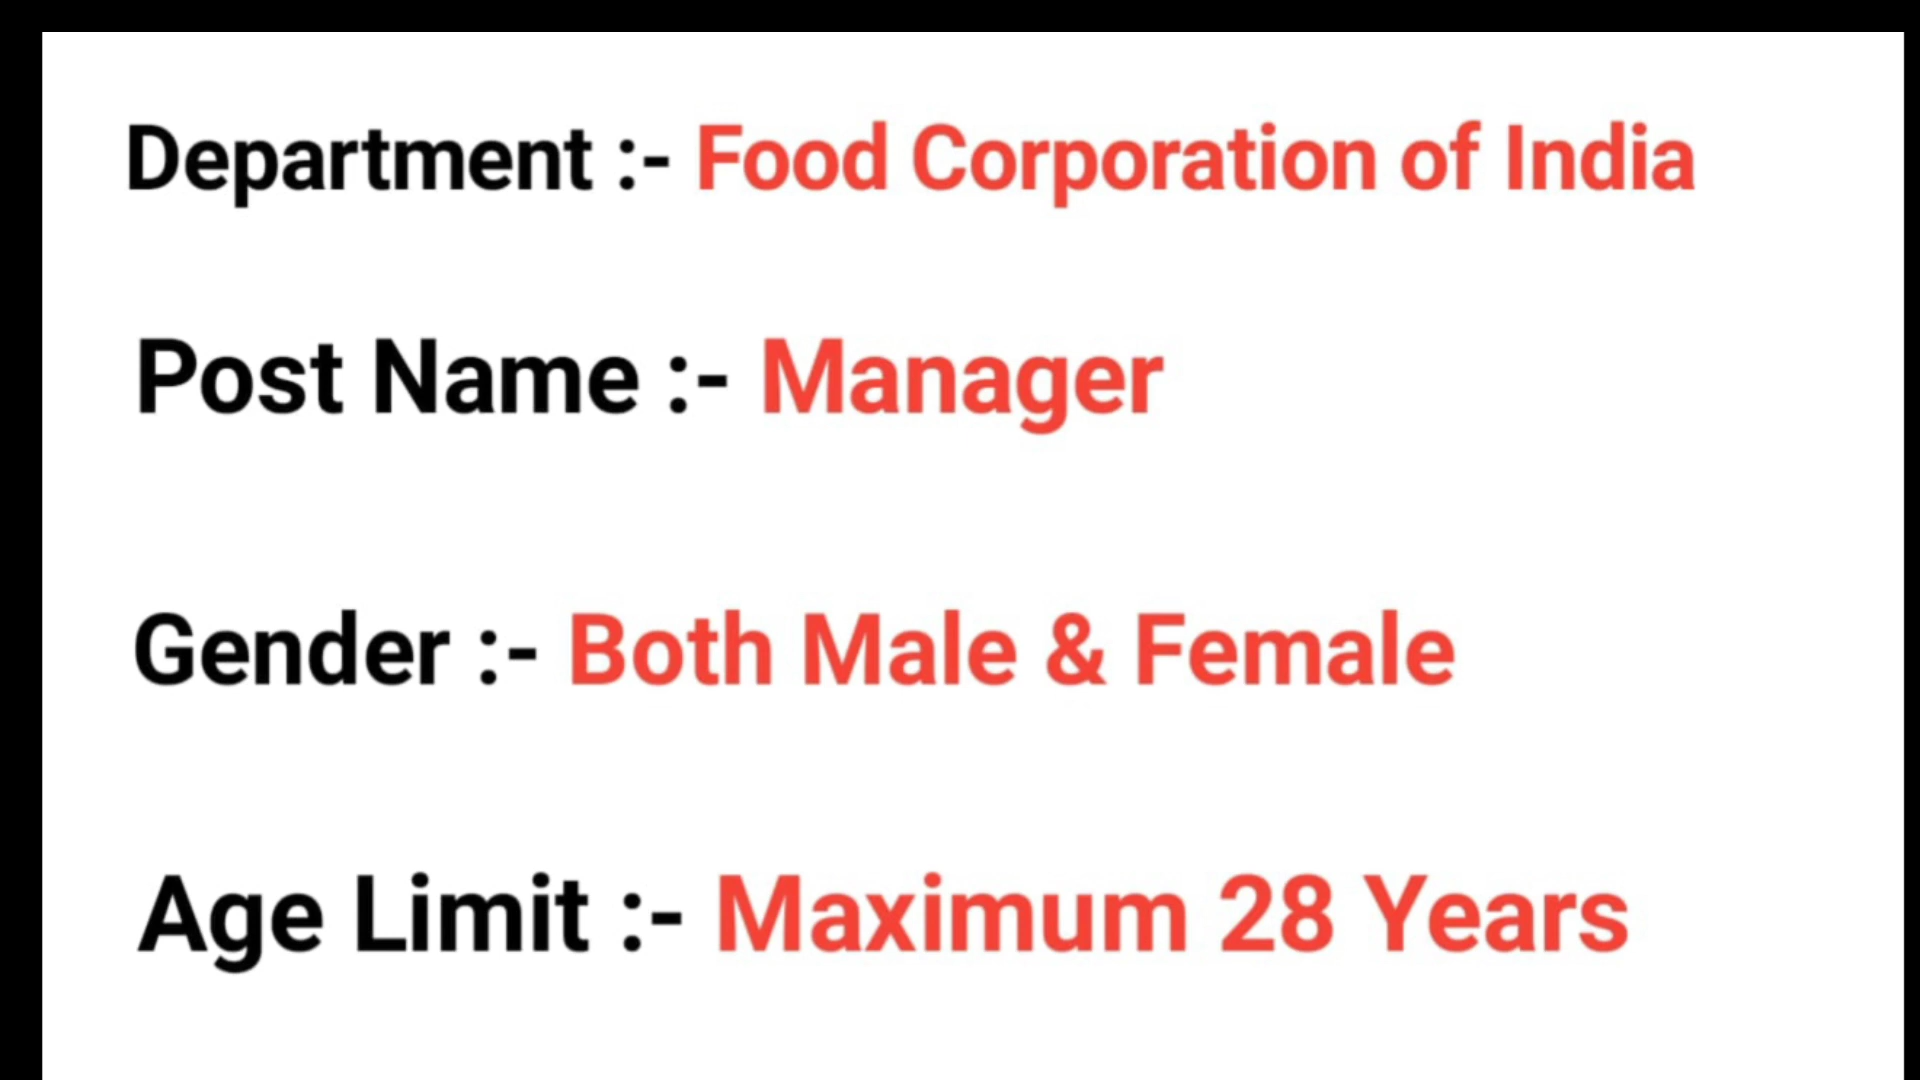 Department :- Food Corporation of India
Post Name :- Manager
Gender :- Both Male & Female
Age Limit :- Maximum 28 Years